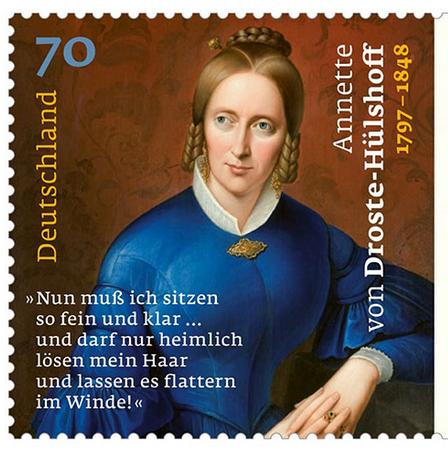 70
Deutschland
Annette
von Droste-Hülshoff
1797–1848
»Nun muß ich sitzen
so fein und klar ...
und darf nur heimlich
lösen mein Haar
und lassen es flattern
im Winde!«